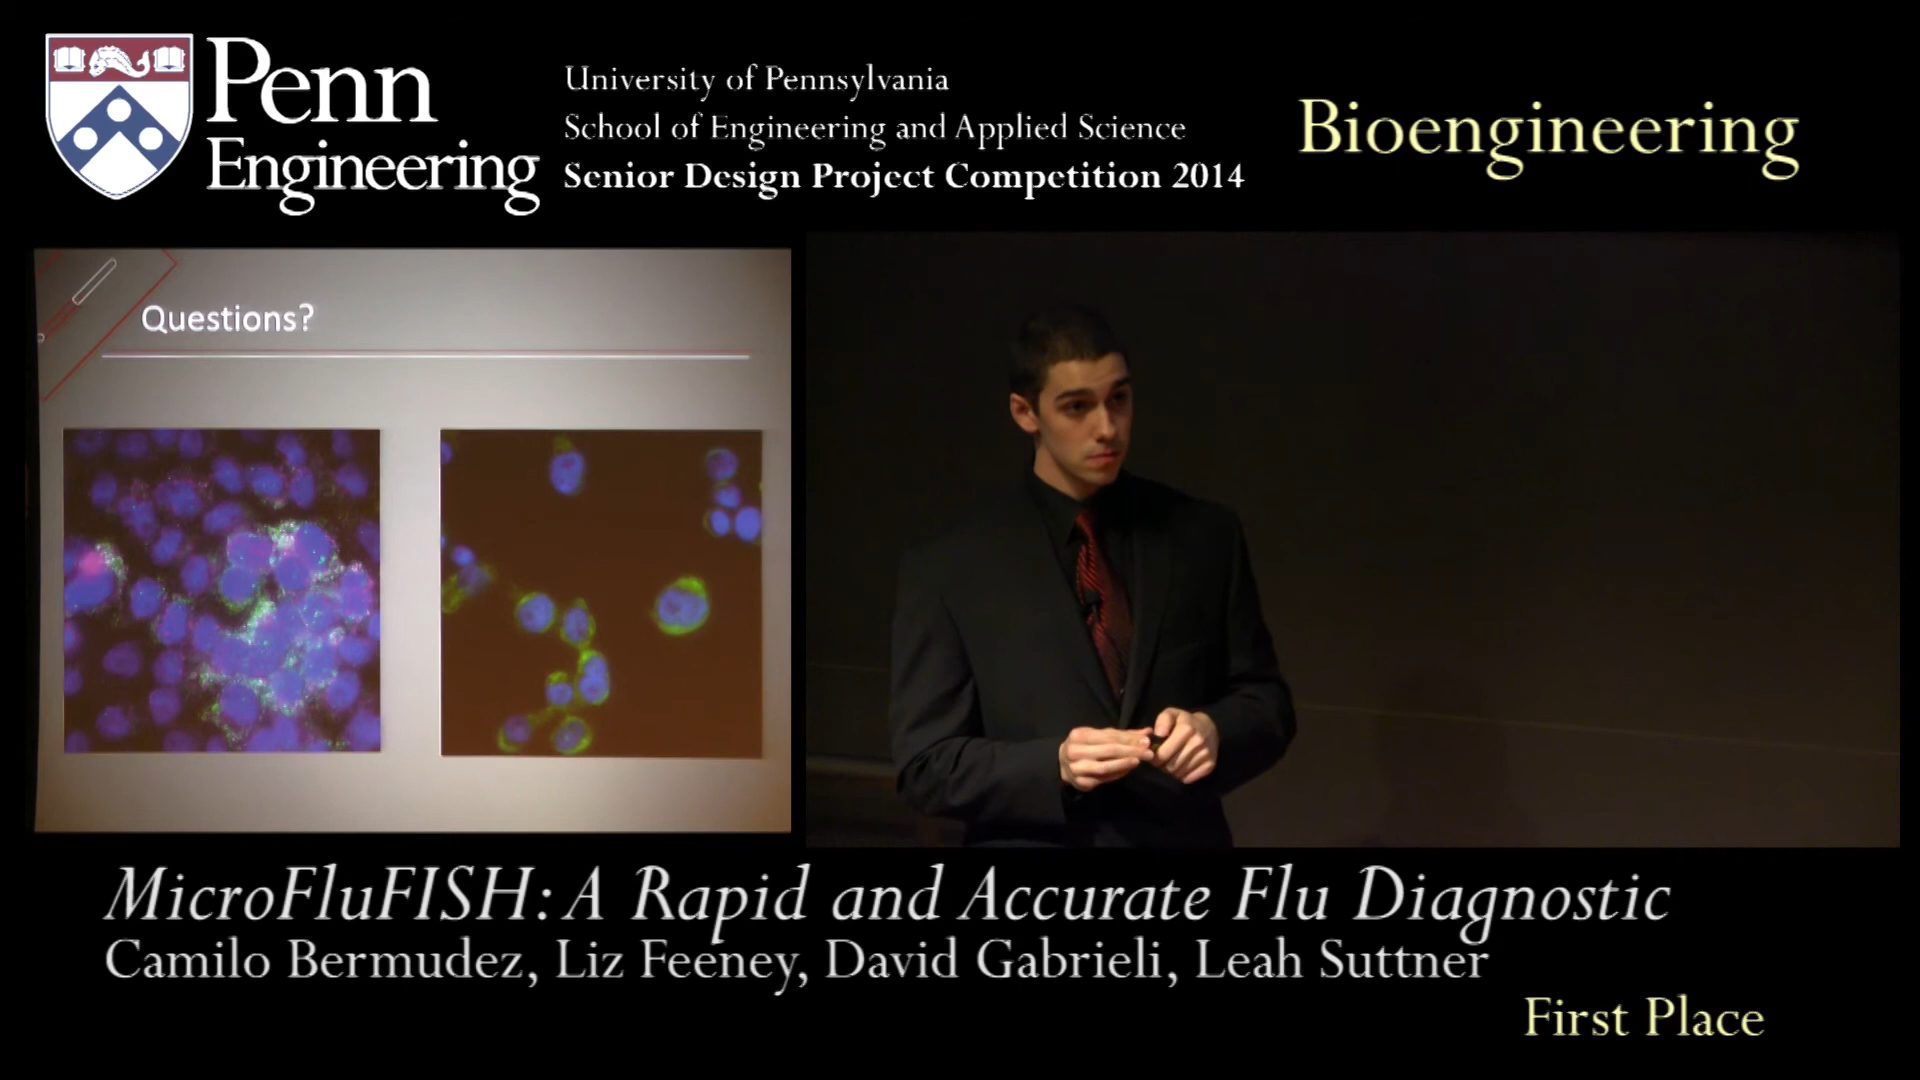 Penn
Engineering
University of Pennsylvania
School of Engineering and Applied Science
Senior Design Project Competition 2014
Bioengineering
Questions?
MicroFluFISH: A Rapid and Accurate Flu Diagnostic
Camilo Bermudez, Liz Feeney, David Gabrieli, Leah Suttner
First Place